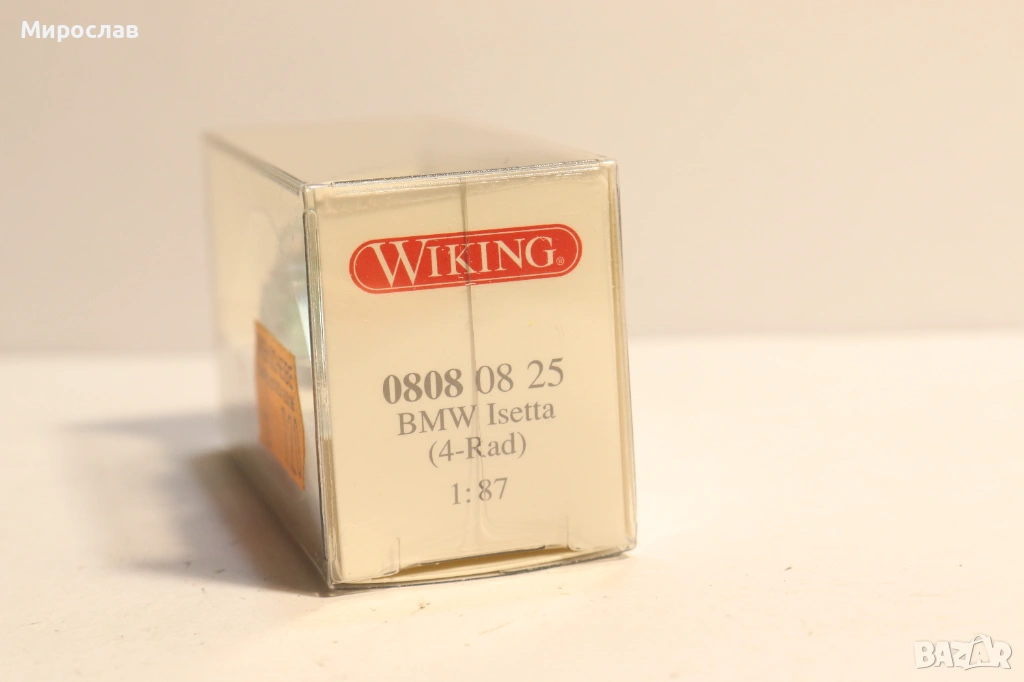 Мирослав
WIKING®
0808 08 25
BMW Isetta
(4-Rad)
1:87
BAZAR